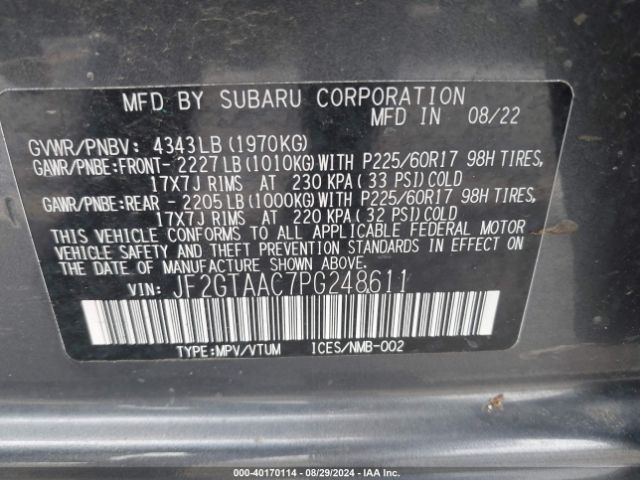 MFD BY SUBARU CORPORATION
MFD IN 08/22
GVWR/PNBV: 4343LB (1970KG)
GAWR/PNBE:FRONT- 2227LB (1010KG)WITH P225/60R17 98H TIRES,
17X7J RIMS AT 230 KPA (33 PSI)COLD
GAWR/PNBE:REAR - 2205LB (1000KG)WITH P225/60R17 98H TIRES,
17X7J RIMS AT 220 KPA (32 PSI)COLD
THIS VEHICLE CONFORMS TO ALL APPLICABLE FEDERAL MOTOR
VEHICLE SAFETY AND THEFT PREVENTION STANDARDS IN EFFECT ON
THE DATE OF MANUFACTURE SHOWN ABOVE.
VIN: JF2GTAAC7PG248611
TYPE:MPV/VTUM ICES/NMB-002
000-40170114 - 08/29/2024 - IAA Inc.